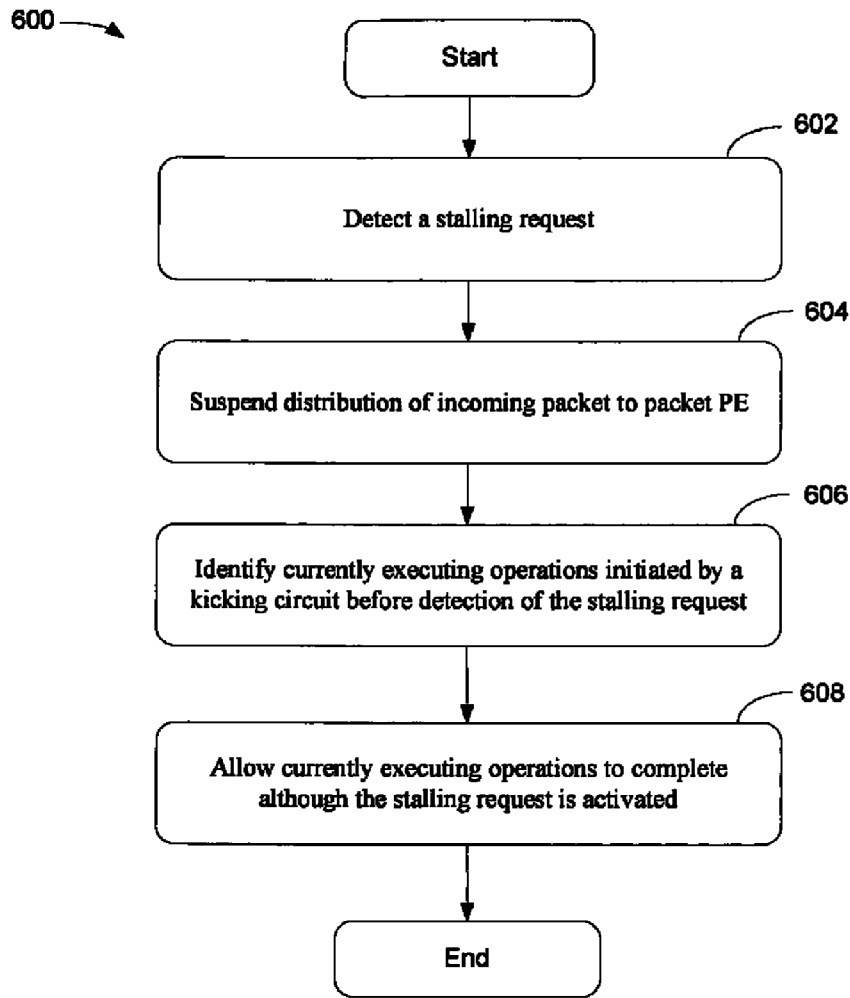 600
Start
602
Detect a stalling request
604
Suspend distribution of incoming packet to packet PE
606
Identify currently executing operations initiated by a
kicking circuit before detection of the stalling request
608
Allow currently executing operations to complete
although the stalling request is activated
End